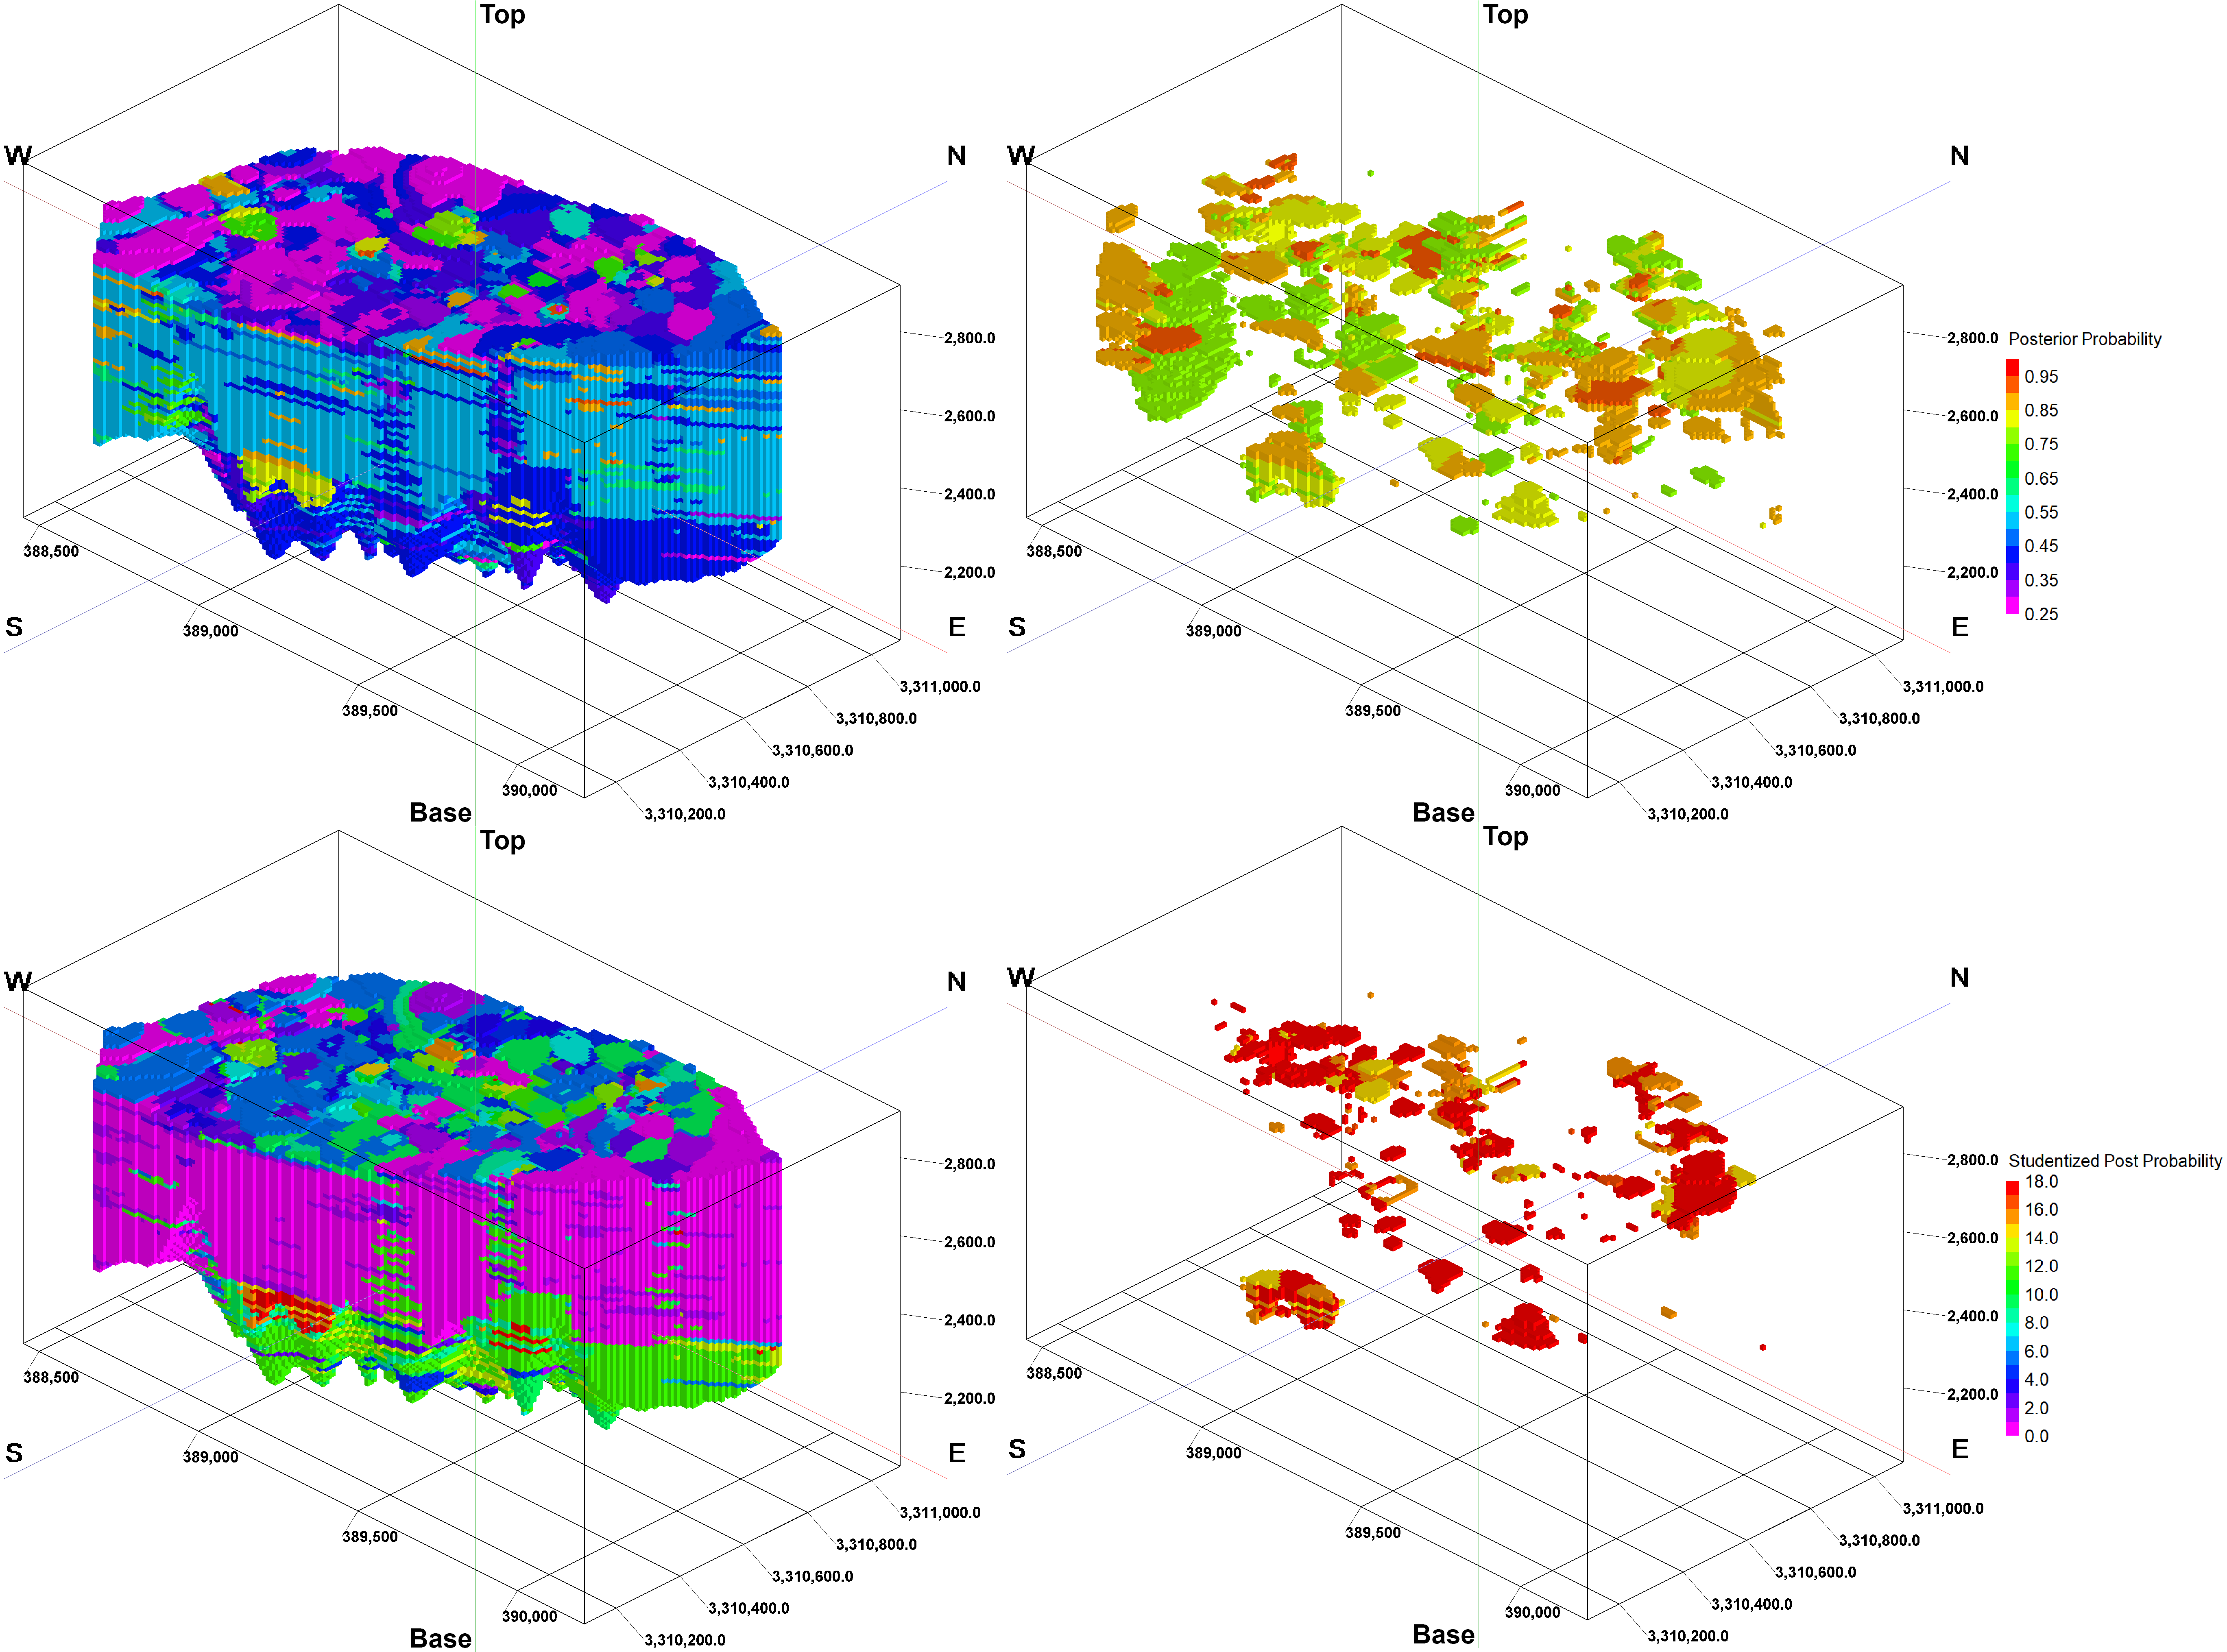 Top
W
N
2,800.0
2,600.0
2,400.0
2,200.0
388,500
S
389,000
E
389,500
3,311,000.0
3,310,800.0
3,310,600.0
390,000
3,310,400.0
Base
3,310,200.0
Top
W
N
2,800.0
2,600.0
2,400.0
2,200.0
388,500
S
389,000
E
389,500
3,311,000.0
3,310,800.0
3,310,600.0
390,000
3,310,400.0
Base
3,310,200.0
Posterior Probability
0.95
0.85
0.75
0.65
0.55
0.45
0.35
0.25
Top
W
N
2,800.0
2,600.0
2,400.0
2,200.0
388,500
S
389,000
E
389,500
3,311,000.0
3,310,800.0
3,310,600.0
390,000
3,310,400.0
Base
3,310,200.0
Top
W
N
2,800.0
2,600.0
2,400.0
2,200.0
388,500
S
389,000
E
389,500
3,311,000.0
3,310,800.0
3,310,600.0
390,000
3,310,400.0
Base
3,310,200.0
Studentized Post Probability
18.0
16.0
14.0
12.0
10.0
8.0
6.0
4.0
2.0
0.0